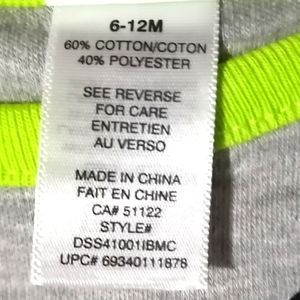 6-12M
60% COTTON/COTON
40% POLYESTER
SEE REVERSE
FOR CARE
ENTRETIEN
AU VERSO
MADE IN CHINA
FAIT EN CHINE
CA# 51122
STYLE#
DSS41001IBMC
UPC# 69340111878